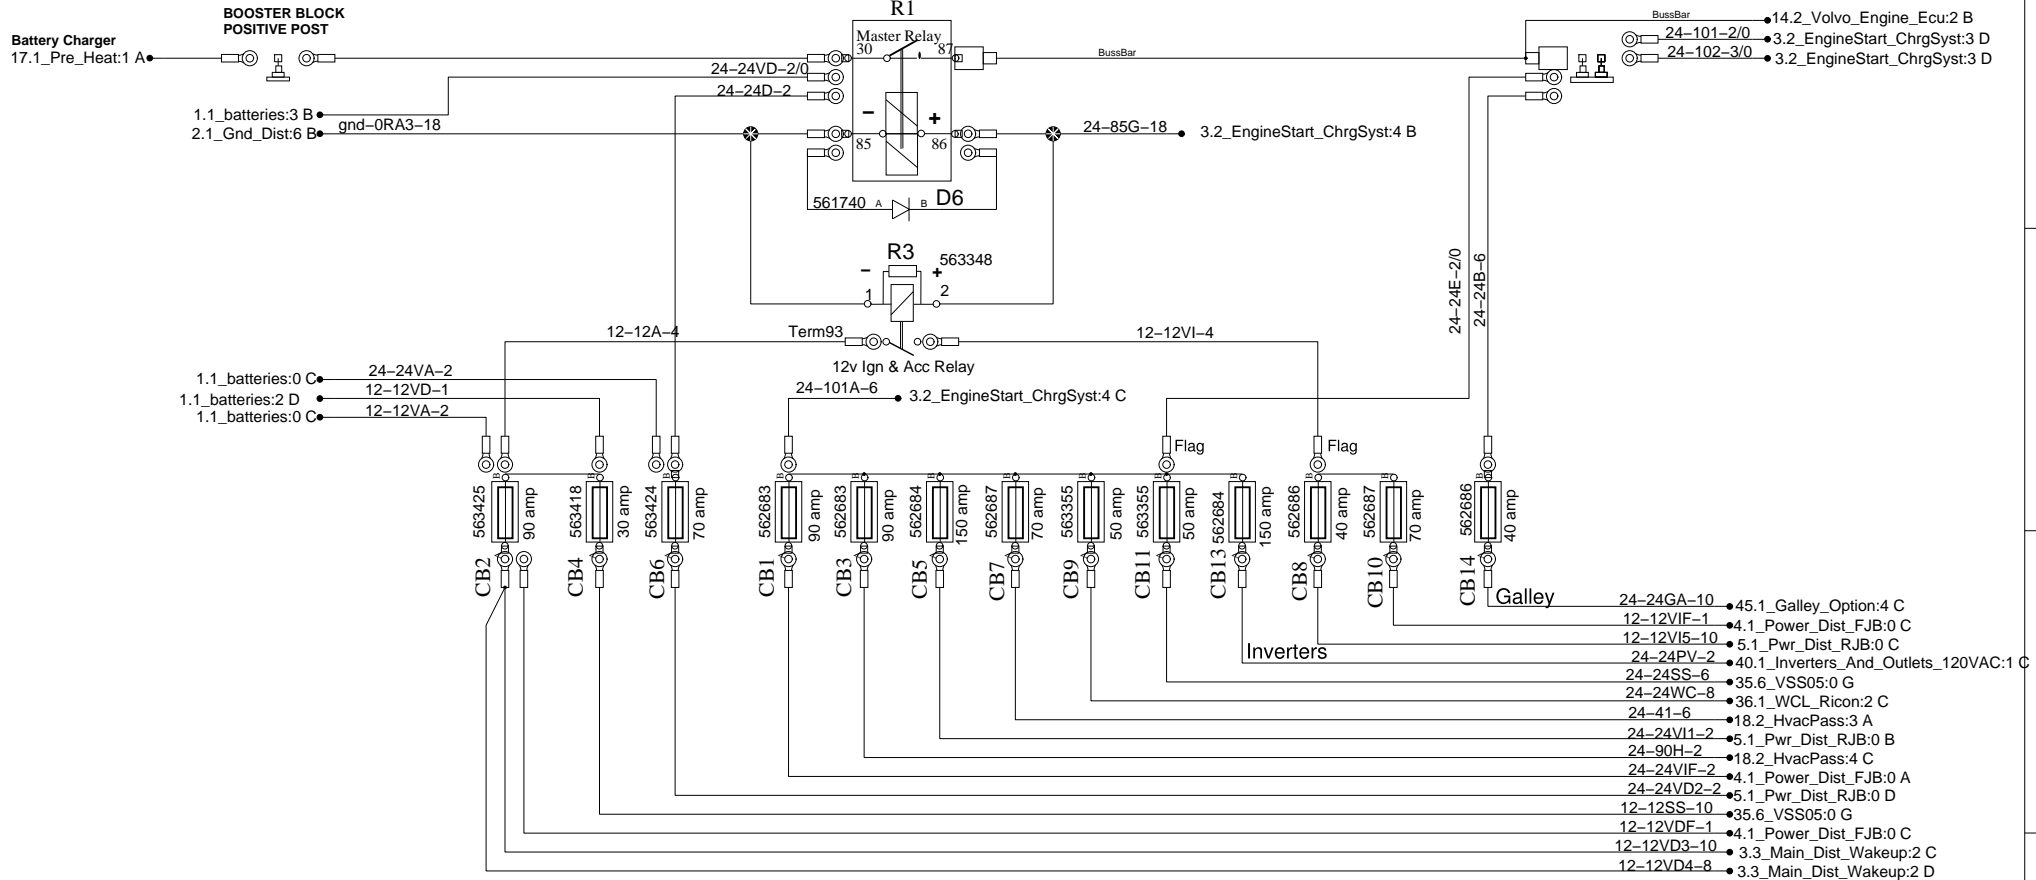 R1
BOOSTER BLOCK
POSITIVE POST
Battery Charger
17.1_Pre_Heat:1 A
Master Relay
30
87
BussBar
BussBar
14.2_Volvo_Engine_Ecu:2 B
24-101-2/0
3.2_EngineStart_ChrgSyst:3 D
24-102-3/0
3.2_EngineStart_ChrgSyst:3 D
24-24VD-2/0
24-24D-2
1.1_batteries:3 B
2.1_Gnd_Dist:6 B
gnd-0RA3-18
- +
85
86
24-85G-18
3.2_EngineStart_ChrgSyst:4 B
561740 A B D6
R3
- + 563348
1 2
24-24E-2/0
24-24B-6
12-12A-4
Term93
12-12VI-4
12v Ign & Acc Relay
1.1_batteries:0 C
24-24VA-2
1.1_batteries:2 D
12-12VD-1
1.1_batteries:0 C
12-12VA-2
24-101A-6
3.2_EngineStart_ChrgSyst:4 C
Flag
Flag
B 563425 90 amp A CB2
B 563418 30 amp A CB4
B 563424 70 amp A CB6
B 562683 90 amp A CB1
B 562683 90 amp A CB3
B 562684 150 amp A CB5
B 562687 70 amp A CB7
B 563355 50 amp A CB9
B 563355 50 amp A CB11
B 562684 150 amp A CB13
B 562686 40 amp A CB8
B 562687 70 amp A CB10
B 562686 40 amp A CB14
Galley
Inverters
24-24GA-10
45.1_Galley_Option:4 C
12-12VIF-1
4.1_Power_Dist_FJB:0 C
12-12VI5-10
5.1_Pwr_Dist_RJB:0 C
24-24PV-2
40.1_Inverters_And_Outlets_120VAC:1 C
24-24SS-6
35.6_VSS05:0 G
24-24WC-8
36.1_WCL_Ricon:2 C
24-41-6
18.2_HvacPass:3 A
24-24VI1-2
5.1_Pwr_Dist_RJB:0 B
24-90H-2
18.2_HvacPass:4 C
24-24VIF-2
4.1_Power_Dist_FJB:0 A
24-24VD2-2
5.1_Pwr_Dist_RJB:0 D
12-12SS-10
35.6_VSS05:0 G
12-12VDF-1
4.1_Power_Dist_FJB:0 C
12-12VD3-10
3.3_Main_Dist_Wakeup:2 C
12-12VD4-8
3.3_Main_Dist_Wakeup:2 D